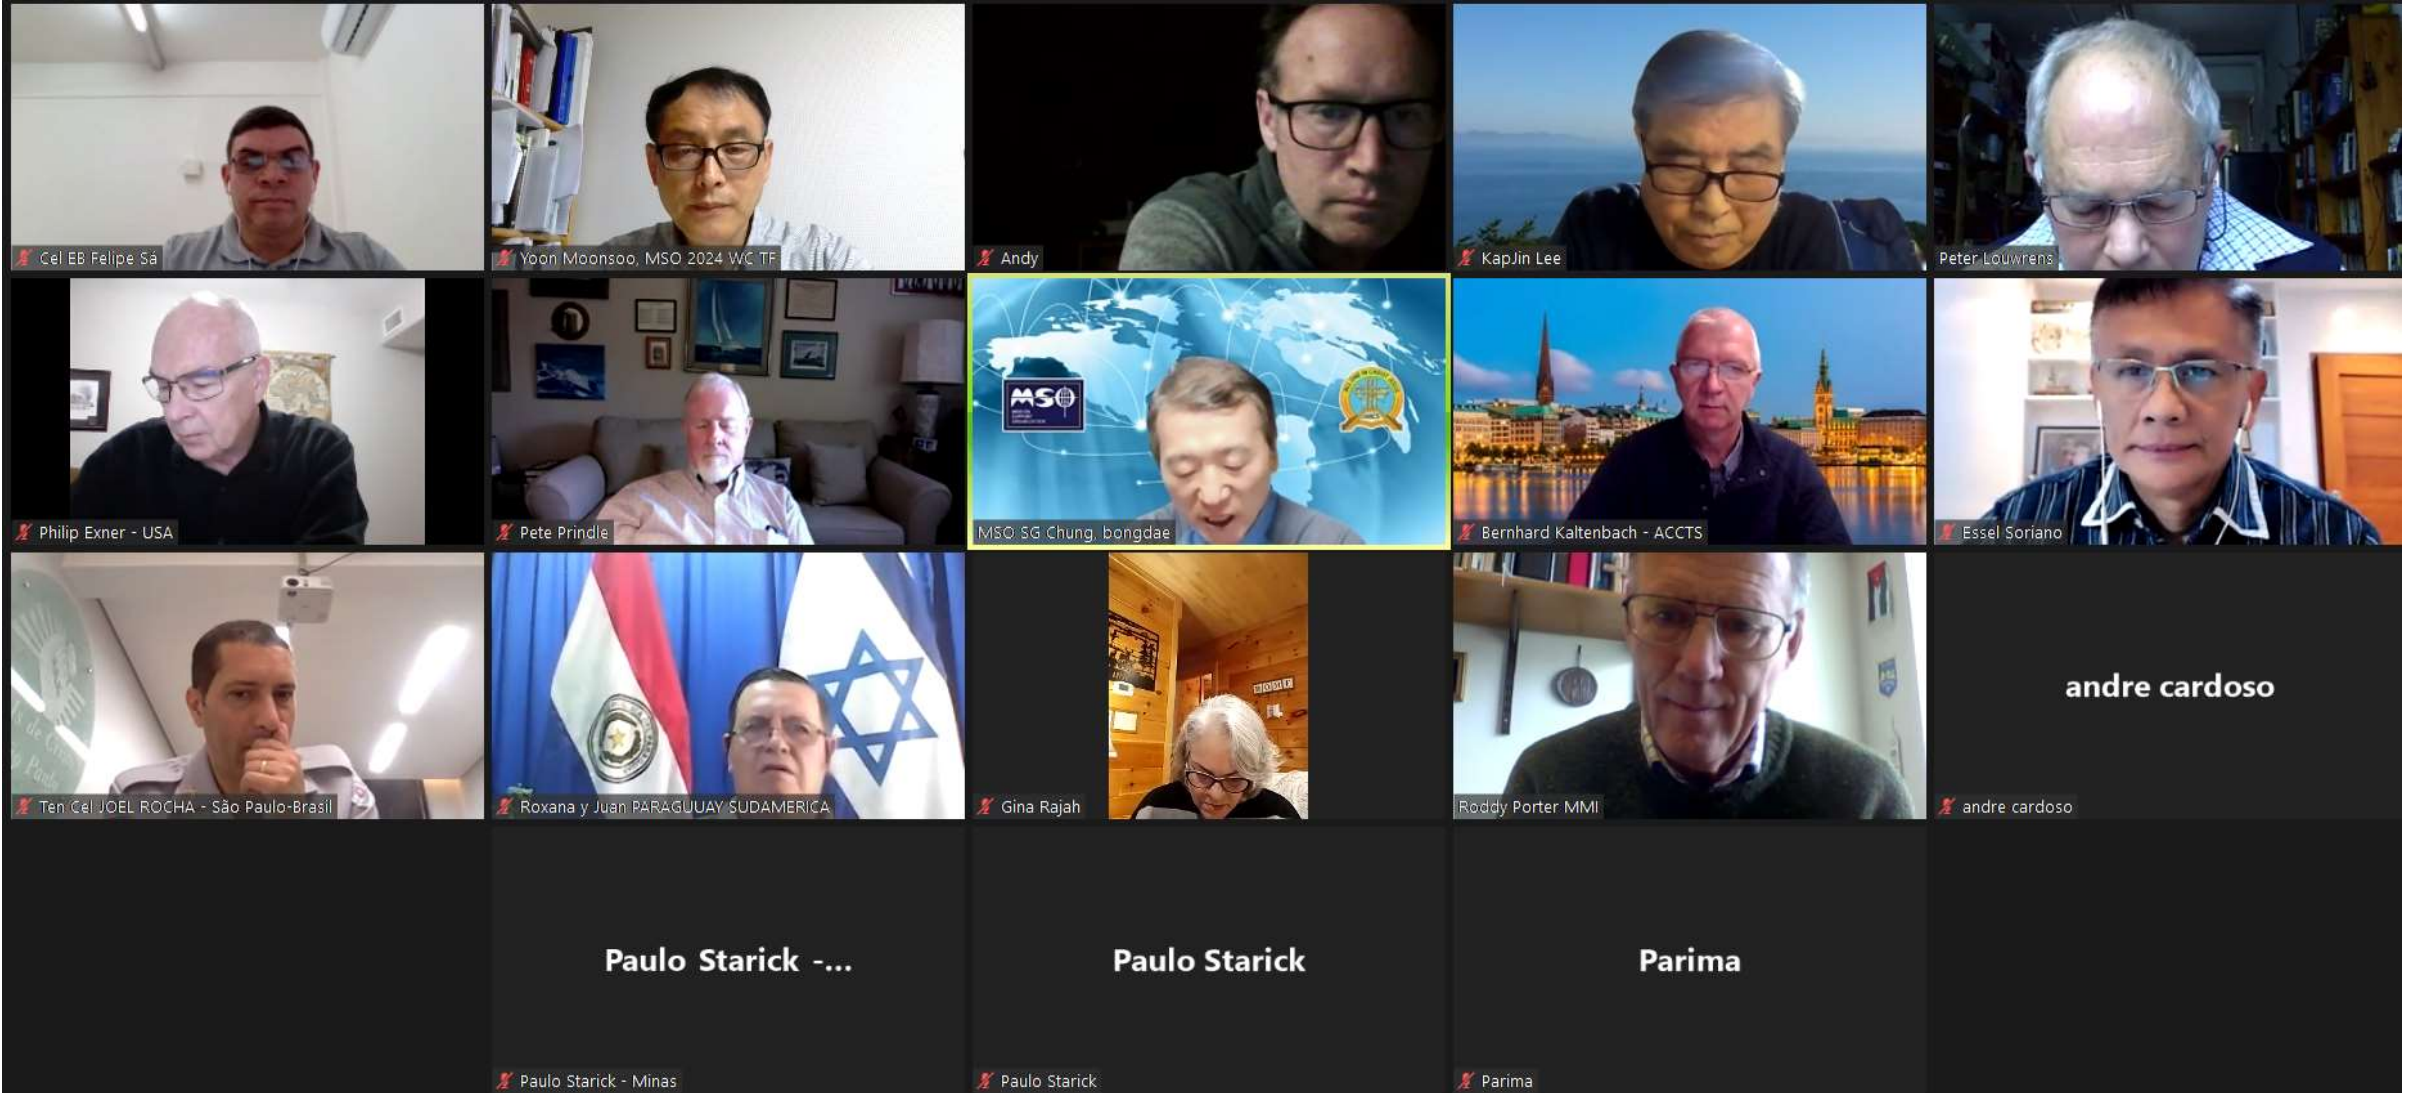 Cel EB Felipe Sá
Yoon Moonsoo, MSO 2024 WC TF
Andy
KapJin Lee
Peter Louwrens
Philip Exner - USA
Pete Prindle
MSO
MSO SG Chung, bongdae
Bernhard Kaltenbach - ACCTS
Essel Soriano
Ten Cel JOEL ROCHA - São Paulo-Brasil
Roxana y Juan PARAGUUAY SUDAMERICA
HOME
Gina Rajah
Roddy Porter MMI
andre cardoso
andre cardoso
Paulo Starick -...
Paulo Starick
Parima
Paulo Starick - Minas
Paulo Starick
Parima